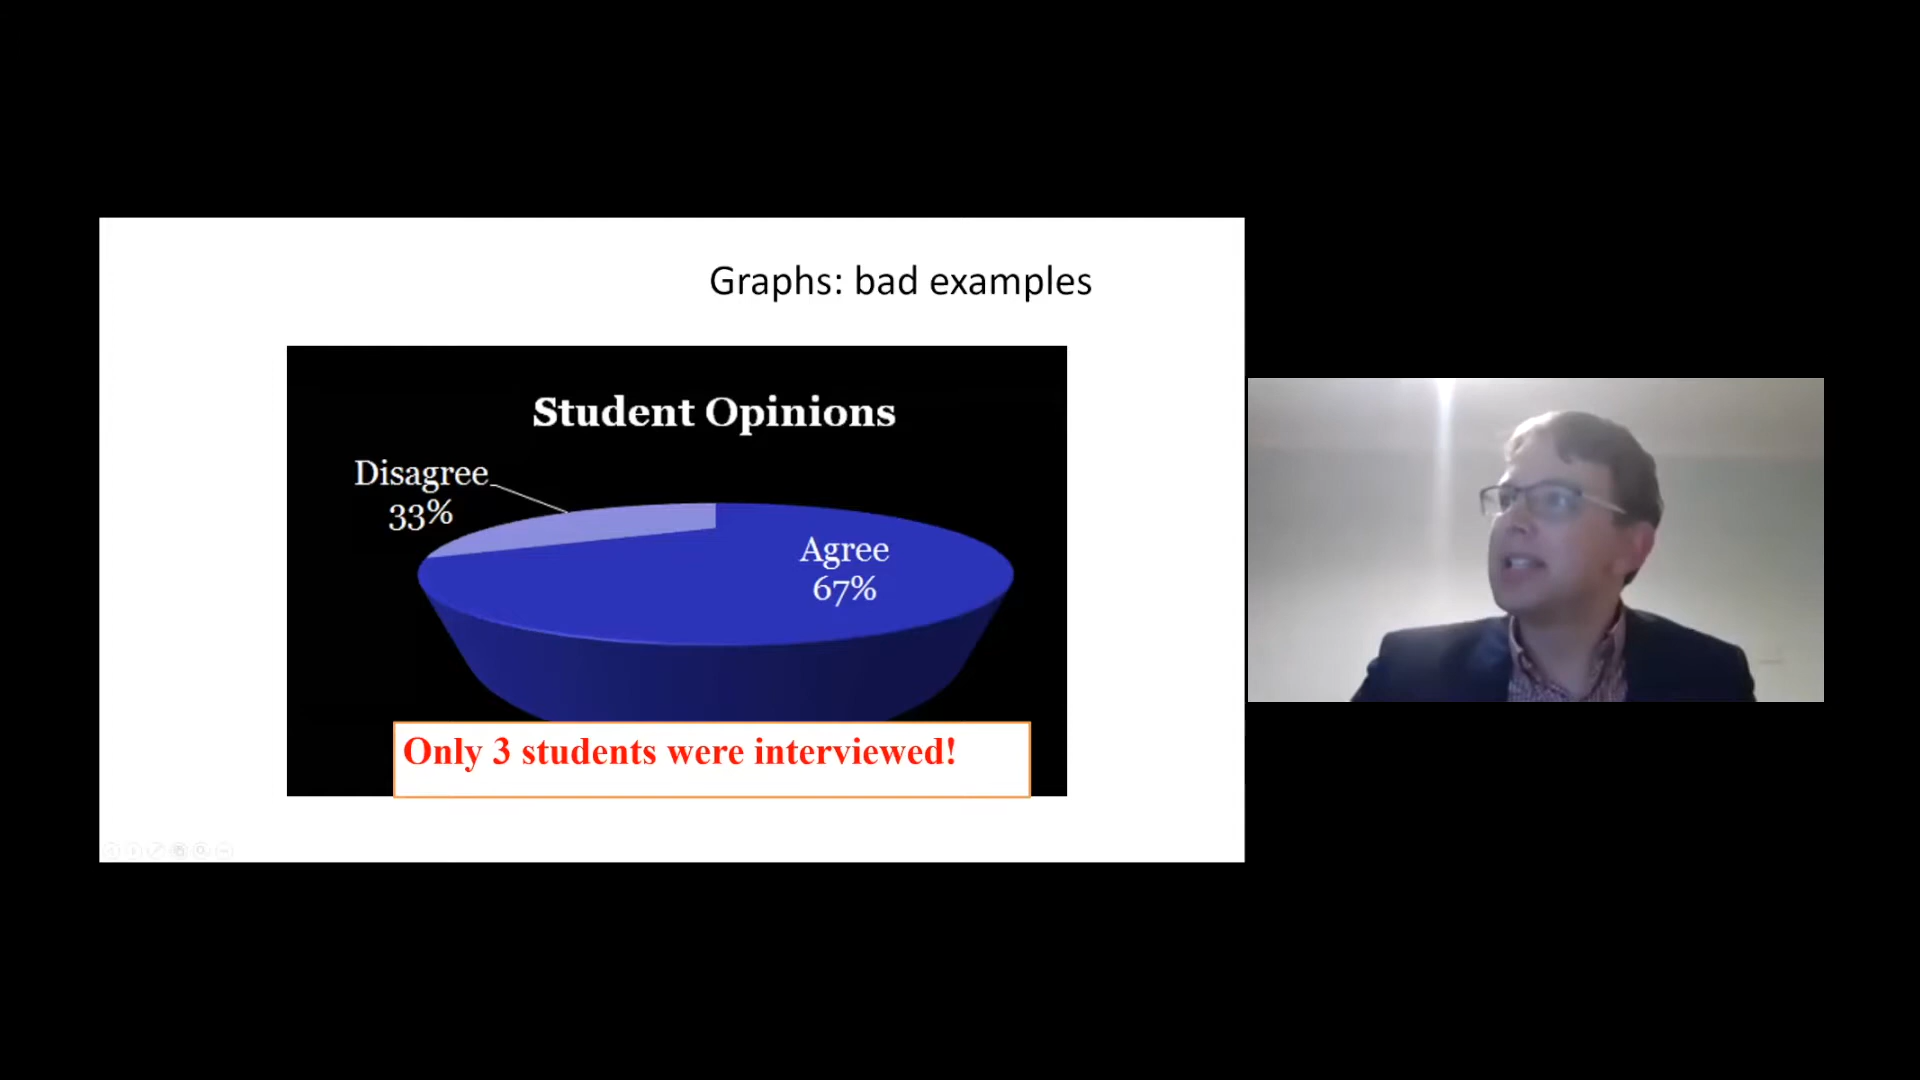 Graphs: bad examples
Student Opinions
Disagree
33%
Agree
67%
Only 3 students were interviewed!